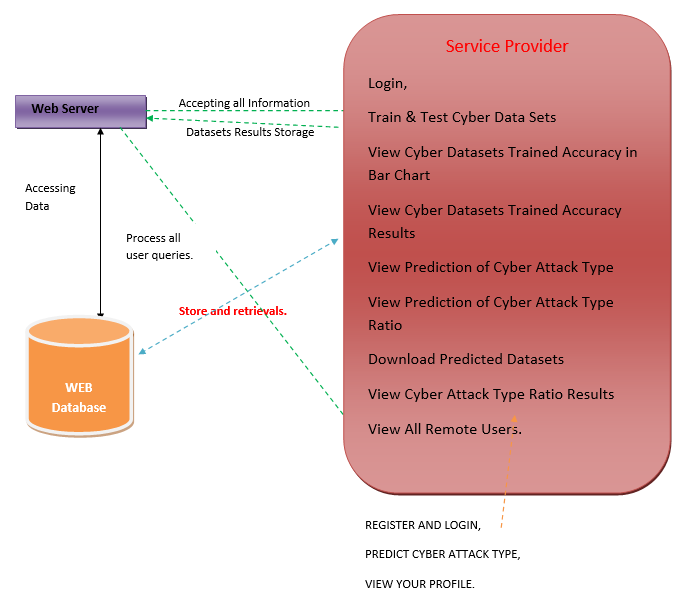 Service Provider
Login,
Train & Test Cyber Data Sets
View Cyber Datasets Trained Accuracy in
Bar Chart
View Cyber Datasets Trained Accuracy
Results
View Prediction of Cyber Attack Type
View Prediction of Cyber Attack Type
Ratio
Download Predicted Datasets
View Cyber Attack Type Ratio Results
View All Remote Users.
Web Server
Accepting all Information
Datasets Results Storage
Accessing
Data
Process all
user queries.
Store and retrievals.
WEB
Database
REGISTER AND LOGIN,
PREDICT CYBER ATTACK TYPE,
VIEW YOUR PROFILE.